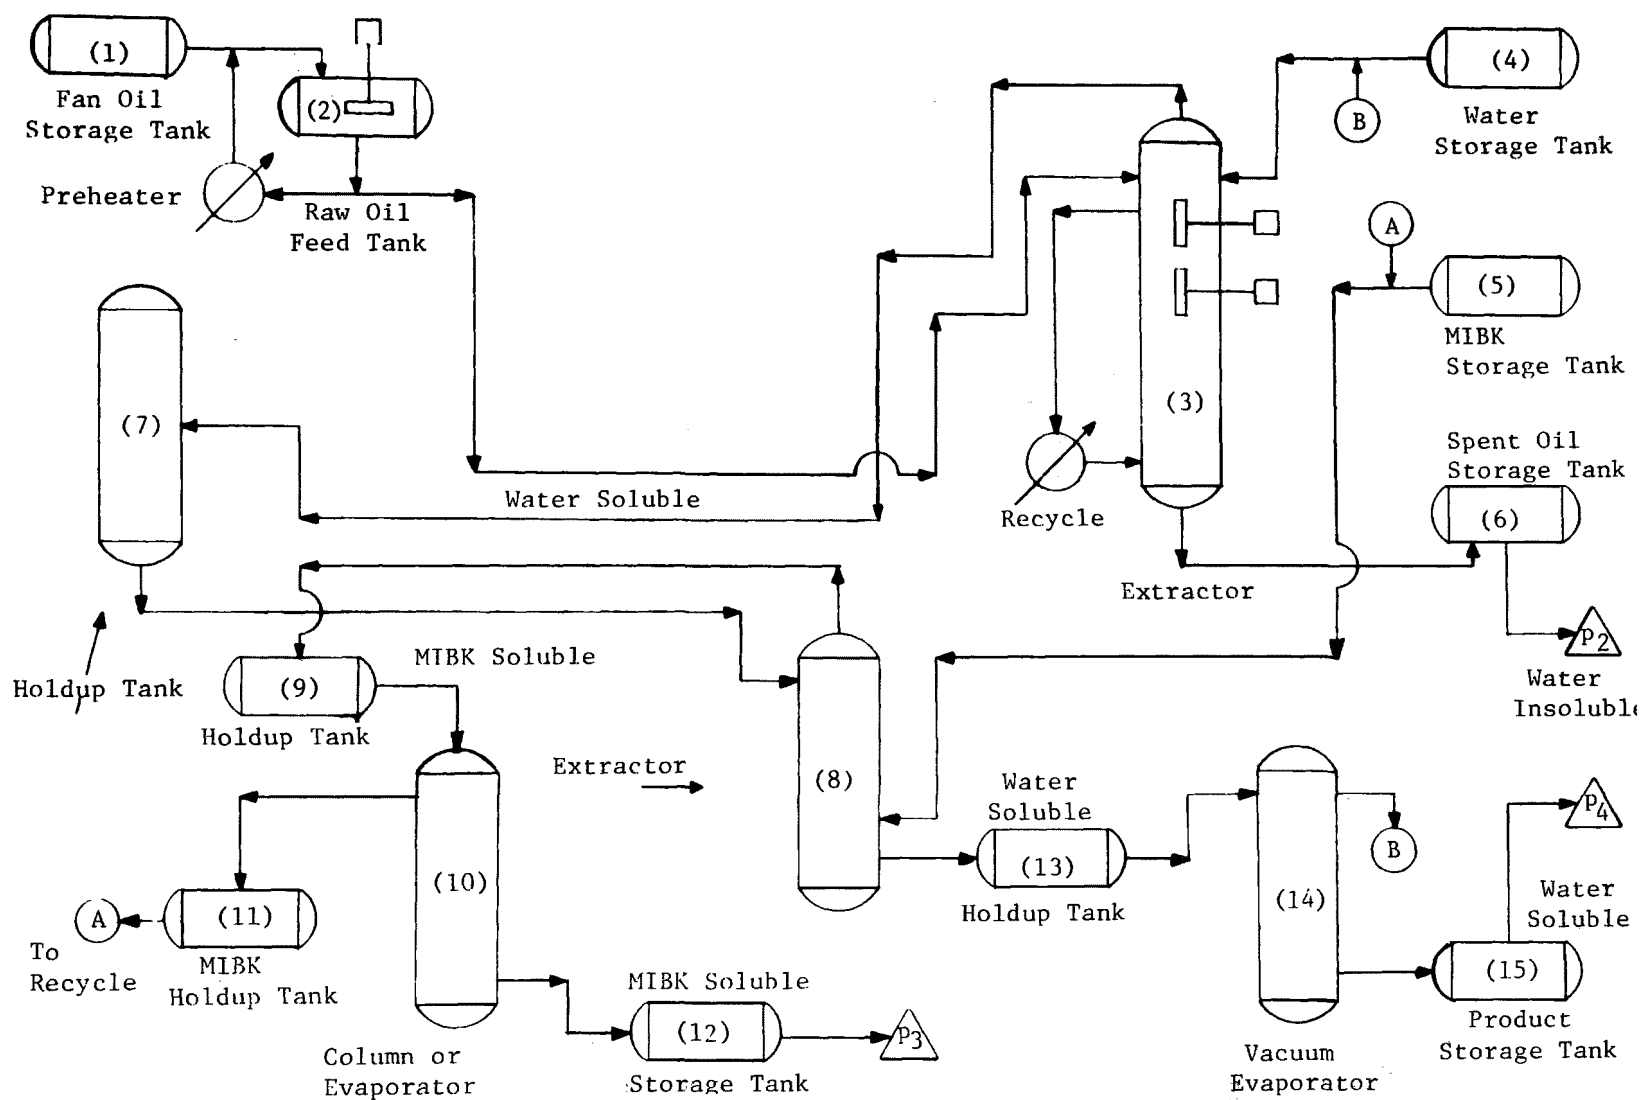 (1)
Fan Oil
Storage Tank
(2)
Preheater
Raw Oil
Feed Tank
(4)
B
Water
Storage Tank
A
(5)
MIBK
Storage Tank
(3)
(7)
Water Soluble
Recycle
Spent Oil
Storage Tank
(6)
Extractor
P2
Water
Insoluble
Holdup Tank
MIBK Soluble
(9)
Holdup Tank
Extractor
(8)
Water
Soluble
(13)
Holdup Tank
(14)
B
P4
Water
Soluble
(15)
Product
Storage Tank
Vacuum
Evaporator
(10)
A
(11)
To
Recycle
MIBK
Holdup Tank
MIBK Soluble
(12)
Storage Tank
P3
Column or
Evaporator